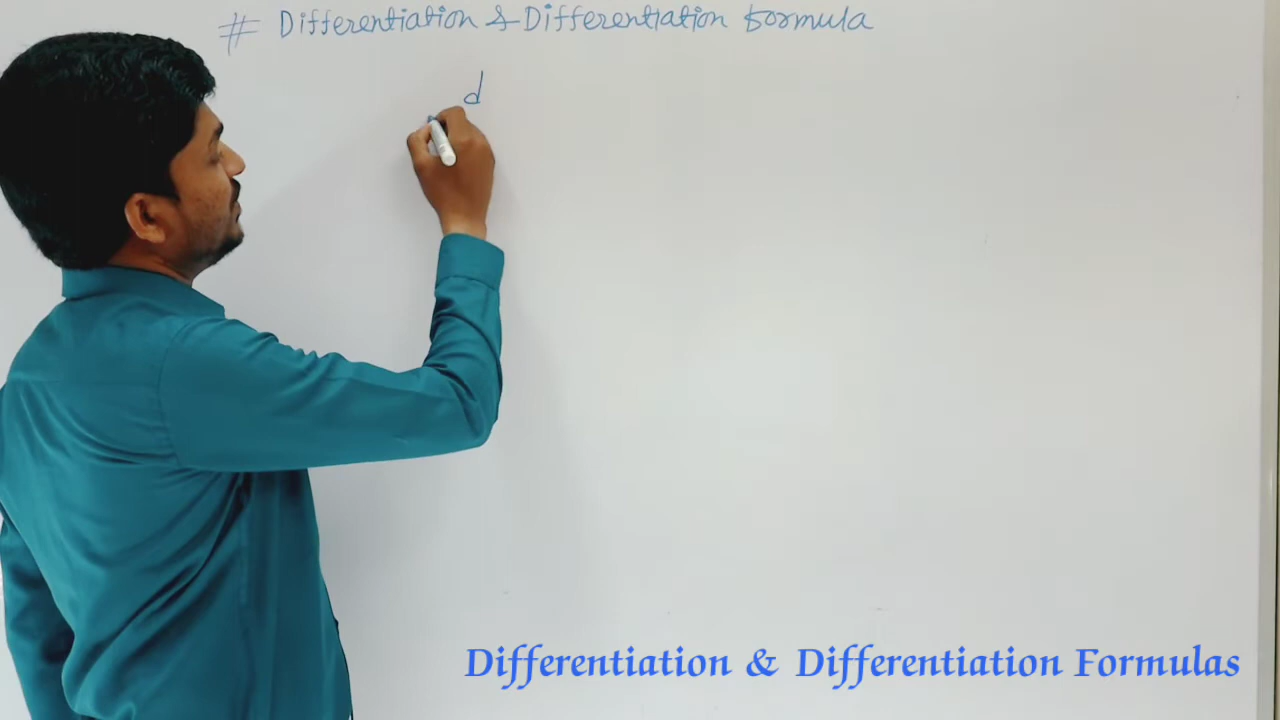 # Differentiation & Differentiation formula
d
Differentiation & Differentiation Formulas